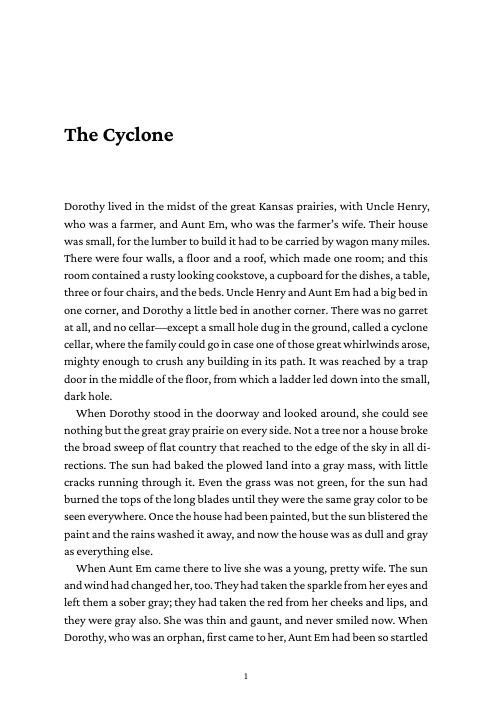 The Cyclone
Dorothy lived in the midst of the great Kansas prairies, with Uncle Henry,
who was a farmer, and Aunt Em, who was the farmer’s wife. Their house
was small, for the lumber to build it had to be carried by wagon many miles.
There were four walls, a floor and a roof, which made one room; and this
room contained a rusty looking cookstove, a cupboard for the dishes, a table,
three or four chairs, and the beds. Uncle Henry and Aunt Em had a big bed in
one corner, and Dorothy a little bed in another corner. There was no garret
at all, and no cellar—except a small hole dug in the ground, called a cyclone
cellar, where the family could go in case one of those great whirlwinds arose,
mighty enough to crush any building in its path. It was reached by a trap
door in the middle of the floor, from which a ladder led down into the small,
dark hole.
When Dorothy stood in the doorway and looked around, she could see
nothing but the great gray prairie on every side. Not a tree nor a house broke
the broad sweep of flat country that reached to the edge of the sky in all di-
rections. The sun had baked the plowed land into a gray mass, with little
cracks running through it. Even the grass was not green, for the sun had
burned the tops of the long blades until they were the same gray color to be
seen everywhere. Once the house had been painted, but the sun blistered the
paint and the rains washed it away, and now the house was as dull and gray
as everything else.
When Aunt Em came there to live she was a young, pretty wife. The sun
and wind had changed her, too. They had taken the sparkle from her eyes and
left them a sober gray; they had taken the red from her cheeks and lips, and
they were gray also. She was thin and gaunt, and never smiled now. When
Dorothy, who was an orphan, first came to her, Aunt Em had been so startled
1